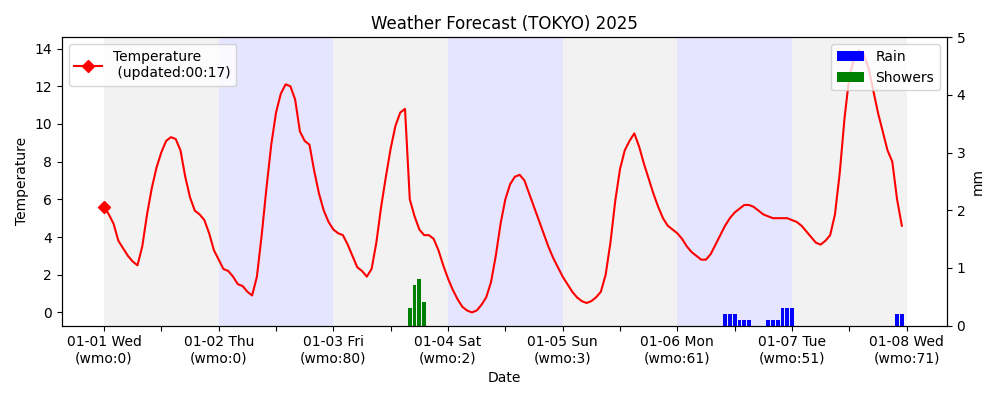 Weather Forecast (TOKYO) 2025
Temperature
(updated:00:17)
Rain
Showers
14
12
10
8
6
4
2
0
Temperature
5
4
3
2
1
0
mm
01-01 Wed
(wmo:0)
01-02 Thu
(wmo:0)
01-03 Fri
(wmo:80)
01-04 Sat
(wmo:2)
01-05 Sun
(wmo:3)
01-06 Mon
(wmo:61)
01-07 Tue
(wmo:51)
01-08 Wed
(wmo:71)
Date